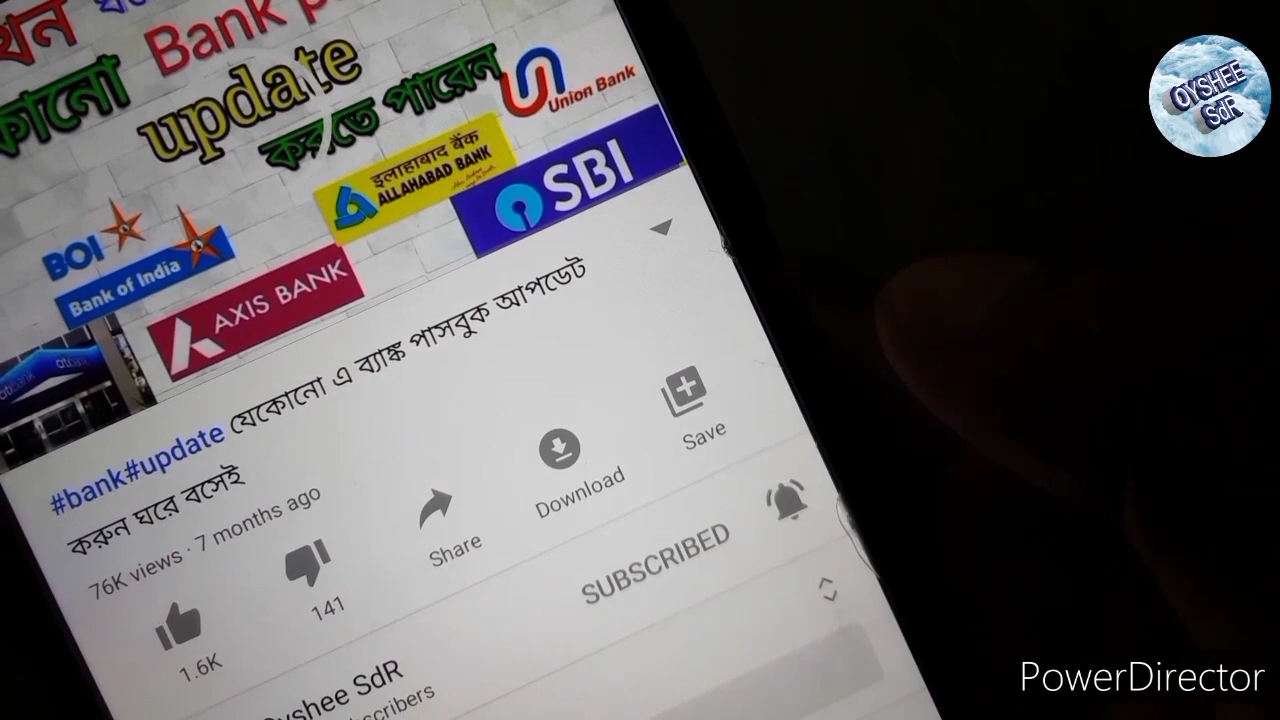 Bank
update
করতে পারেন
Union Bank
इलाहाबाद बैंक
ALLAHABAD BANK
SBI
BOI
Bank of India
AXIS BANK
#bank#update যেকোনো এ ব্যাঙ্ক পাসবুক আপডেট
করুন ঘরে বসেই
76K views · 7 months ago
1.6K
141
Share
Download
Save
SUBSCRIBED
Oyshee SdR
OYSHEE
SdR
PowerDirector